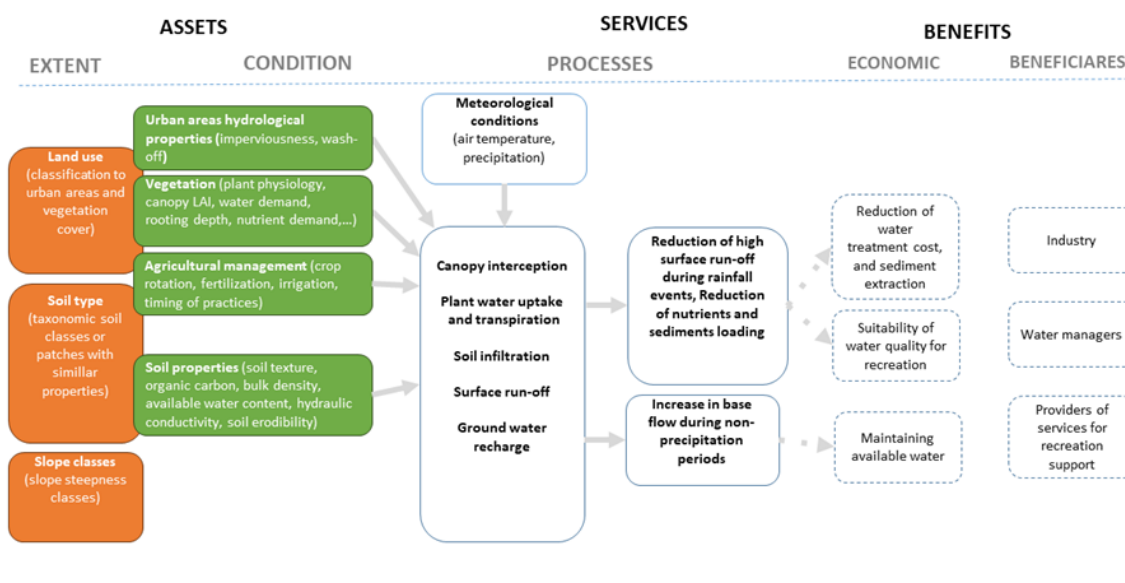 ASSETS
SERVICES
BENEFITS
EXTENT
CONDITION
PROCESSES
ECONOMIC
BENEFICIARES
Land use
(classification to
urban areas and
vegetation
cover)
Soil type
(taxonomic soil
classes or
patches with
simillar
properties)
Slope classes
(slope steepness
classes)
Urban areas hydrological
properties (imperviousness, wash-
off)
Vegetation (plant physiology,
canopy LAI, water demand,
rooting depth, nutrient demand,...)
Agricultural management (crop
rotation, fertilization, irrigation,
timing of practices)
Soil properties (soil texture,
organic carbon, bulk density,
available water content, hydraulic
conductivity, soil erodibility)
Meteorological
conditions
(air temperature,
precipitation)
Canopy interception
Plant water uptake
and transpiration
Soil infiltration
Surface run-off
Ground water
recharge
Reduction of high
surface run-off
during rainfall
events, Reduction
of nutrients and
sediments loading
Increase in base
flow during non-
precipitation
periods
Reduction of
water
treatment cost,
and sediment
extraction
Suitability of
water quality for
recreation
Maintaining
available water
Industry
Water managers
Providers of
services for
recreation
support